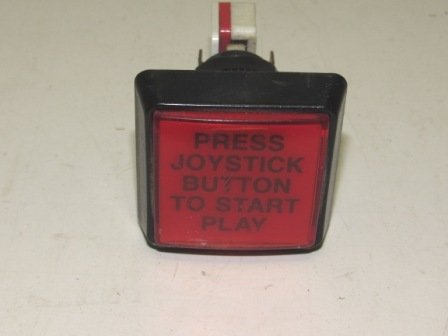 PRESS
JOYSTICK
BUTTON
TO START
PLAY